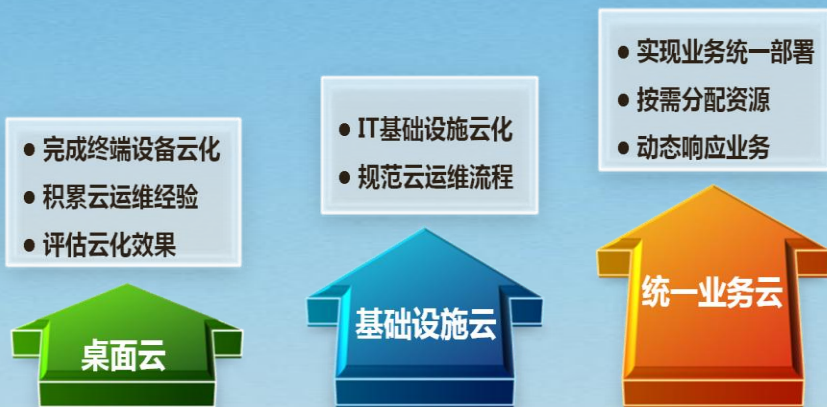 ● 完成终端设备云化
● 积累云运维经验
● 评估云化效果
桌面云
● IT基础设施云化
● 规范云运维流程
基础设施云
● 实现业务统一部署
● 按需分配资源
● 动态响应业务
统一业务云